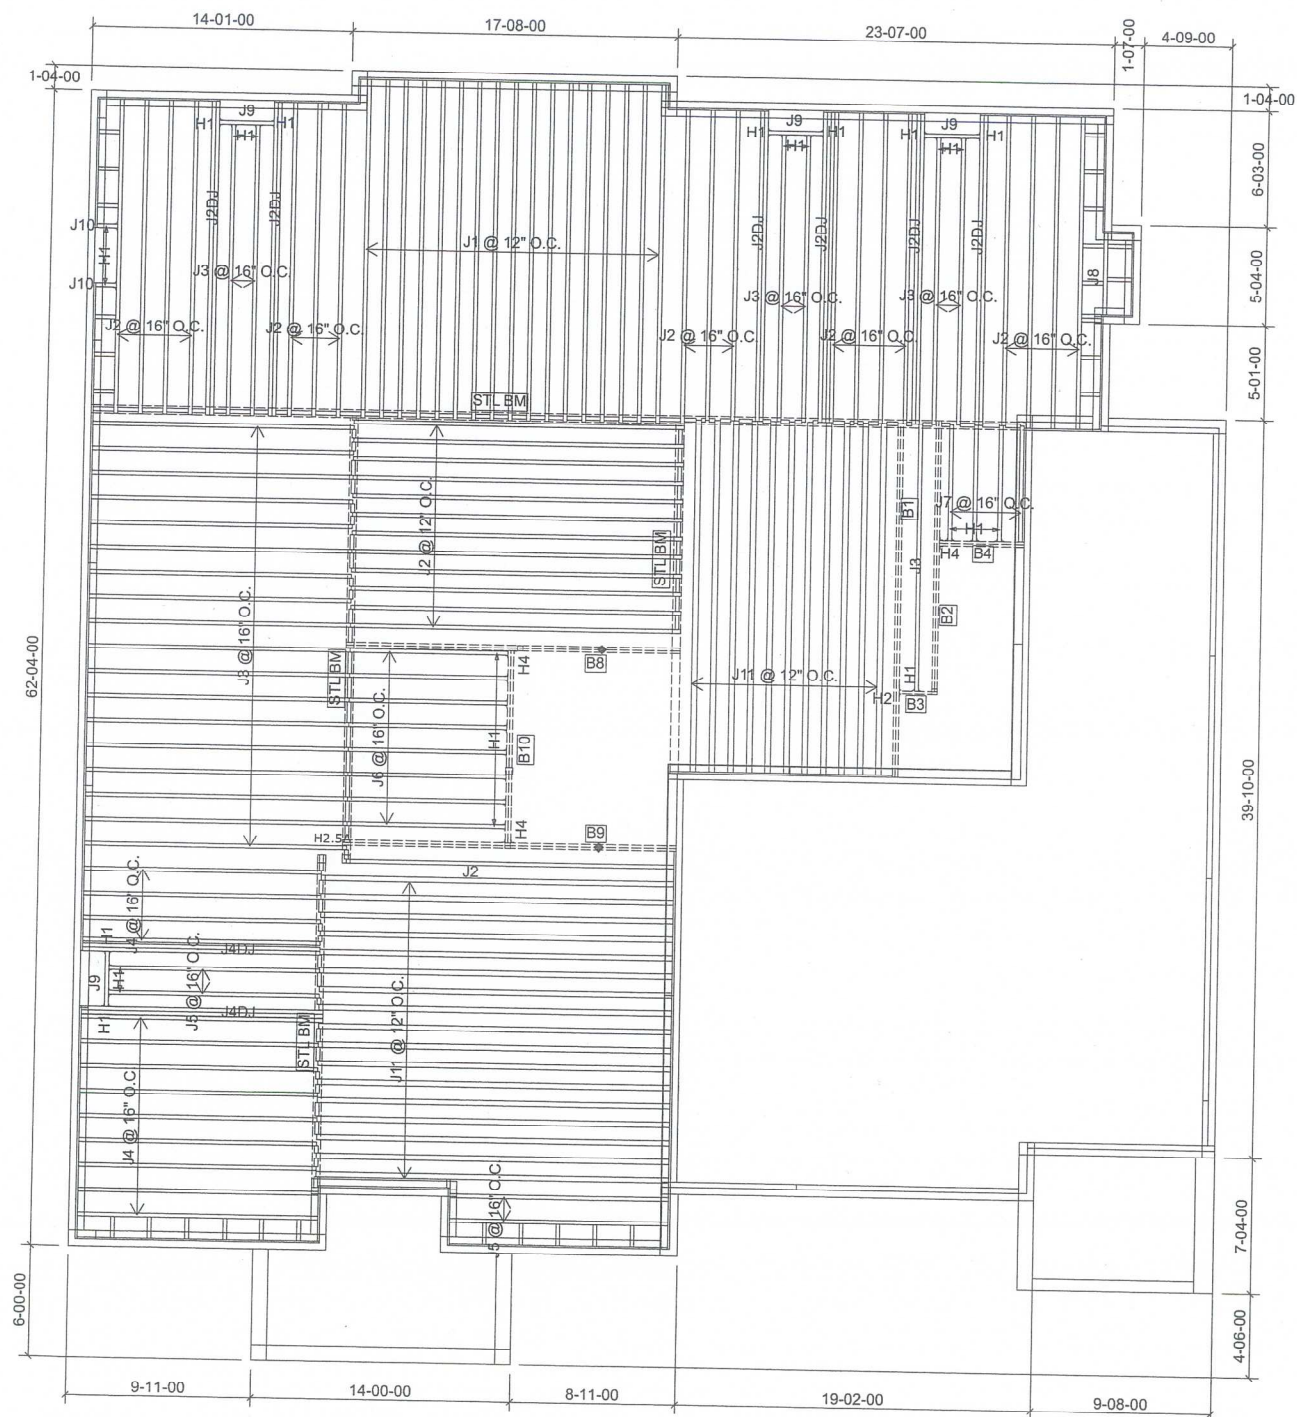 14-01-00
17-08-00
23-07-00
1-07-00
4-09-00
1-04-00
1-04-00
J9
H1
H1
H1
J9
H1
H1
H1
J9
H1
H1
H1
6-03-00
J2DJ
J2DJ
J2DJ
J2DJ
J2DJ
J2DJ
J10
H1
J10
J1 @ 12" O.C.
J3 @ 16" O.C.
J3 @ 16" O.C.
J3 @ 16" O.C.
J8
5-04-00
J2 @ 16" O.C.
J2 @ 16" O.C.
J2 @ 16" O.C.
J2 @ 16" O.C.
J2 @ 16" O.C.
5-01-00
STL BM
J2 @ 12" O.C.
STL BM
B1
J7 @ 16" O.C.
H1
H4
B4
J3
B2
J3 @ 16" O.C.
62-04-00
STL BM
H4
B8
J11 @ 12" O.C.
H1
H2
B3
J6 @ 16" O.C.
H1
B10
39-10-00
H2.5
H4
B9
J2
J4 @ 16" O.C.
H1
J4DJ
J9
H1
J5 @ 16" O.C.
J4DJ
H1
STL BM
J11 @ 12" O.C.
J4 @ 16" O.C.
J5 @ 16" O.C.
7-04-00
6-00-00
4-06-00
9-11-00
14-00-00
8-11-00
19-02-00
9-08-00